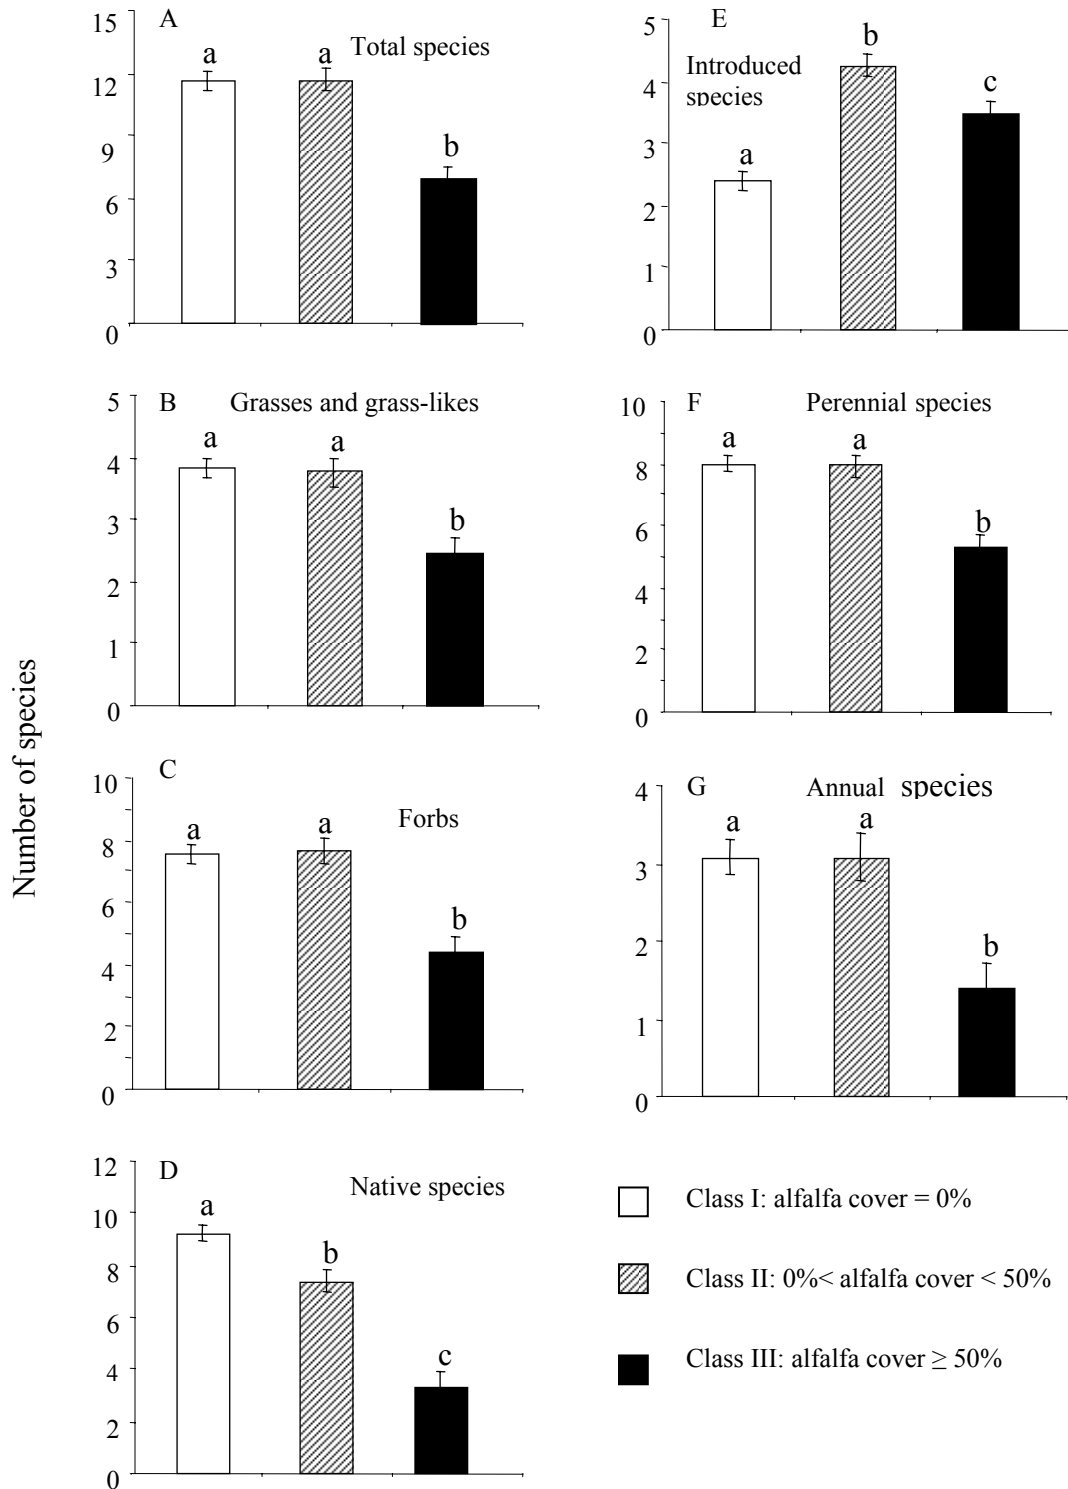 Number of species
A
Total species
15
12
9
6
3
0
a
a
b
B
Grasses and grass-likes
5
4
3
2
1
0
a
a
b
C
Forbs
10
8
6
4
2
0
a
a
b
D
Native species
12
10
8
6
4
2
0
a
b
c
E
Introduced
species
5
4
3
2
1
0
a
b
c
F
Perennial species
10
8
6
4
2
0
a
a
b
G
Annual species
4
3
2
1
0
a
a
b
Class I: alfalfa cover = 0%
Class II: 0%< alfalfa cover < 50%
Class III: alfalfa cover ≥ 50%